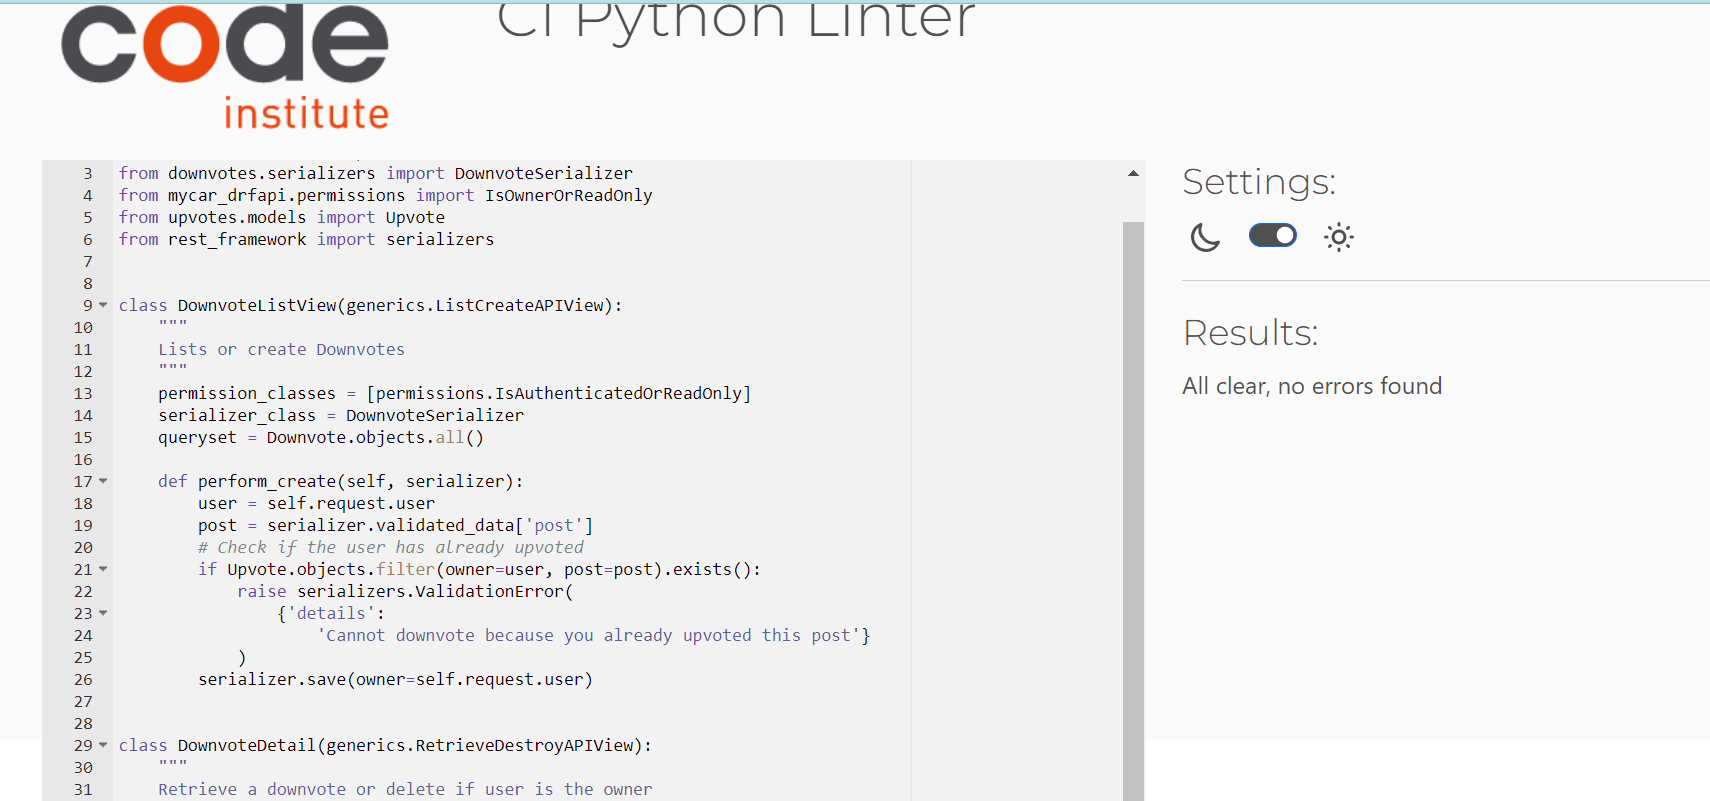 code
institute
CI Python Linter
3 from downvotes.serializers import DownvoteSerializer
4 from mycar_drfapi.permissions import IsOwnerOrReadOnly
5 from upvotes.models import Upvote
6 from rest_framework import serializers
7
8
9 class DownvoteListView(generics.ListCreateAPIView):
10 """
11 Lists or create Downvotes
12 """
13 permission_classes = [permissions.IsAuthenticatedOrReadOnly]
14 serializer_class = DownvoteSerializer
15 queryset = Downvote.objects.all()
16
17 def perform_create(self, serializer):
18 user = self.request.user
19 post = serializer.validated_data['post']
20 # Check if the user has already upvoted
21 if Upvote.objects.filter(owner=user, post=post).exists():
22 raise serializers.ValidationError(
23 {'details':
24 'Cannot downvote because you already upvoted this post'}
25 )
26 serializer.save(owner=self.request.user)
27
28
29 class DownvoteDetail(generics.RetrieveDestroyAPIView):
30 """
31 Retrieve a downvote or delete if user is the owner
Settings:
Results:
All clear, no errors found